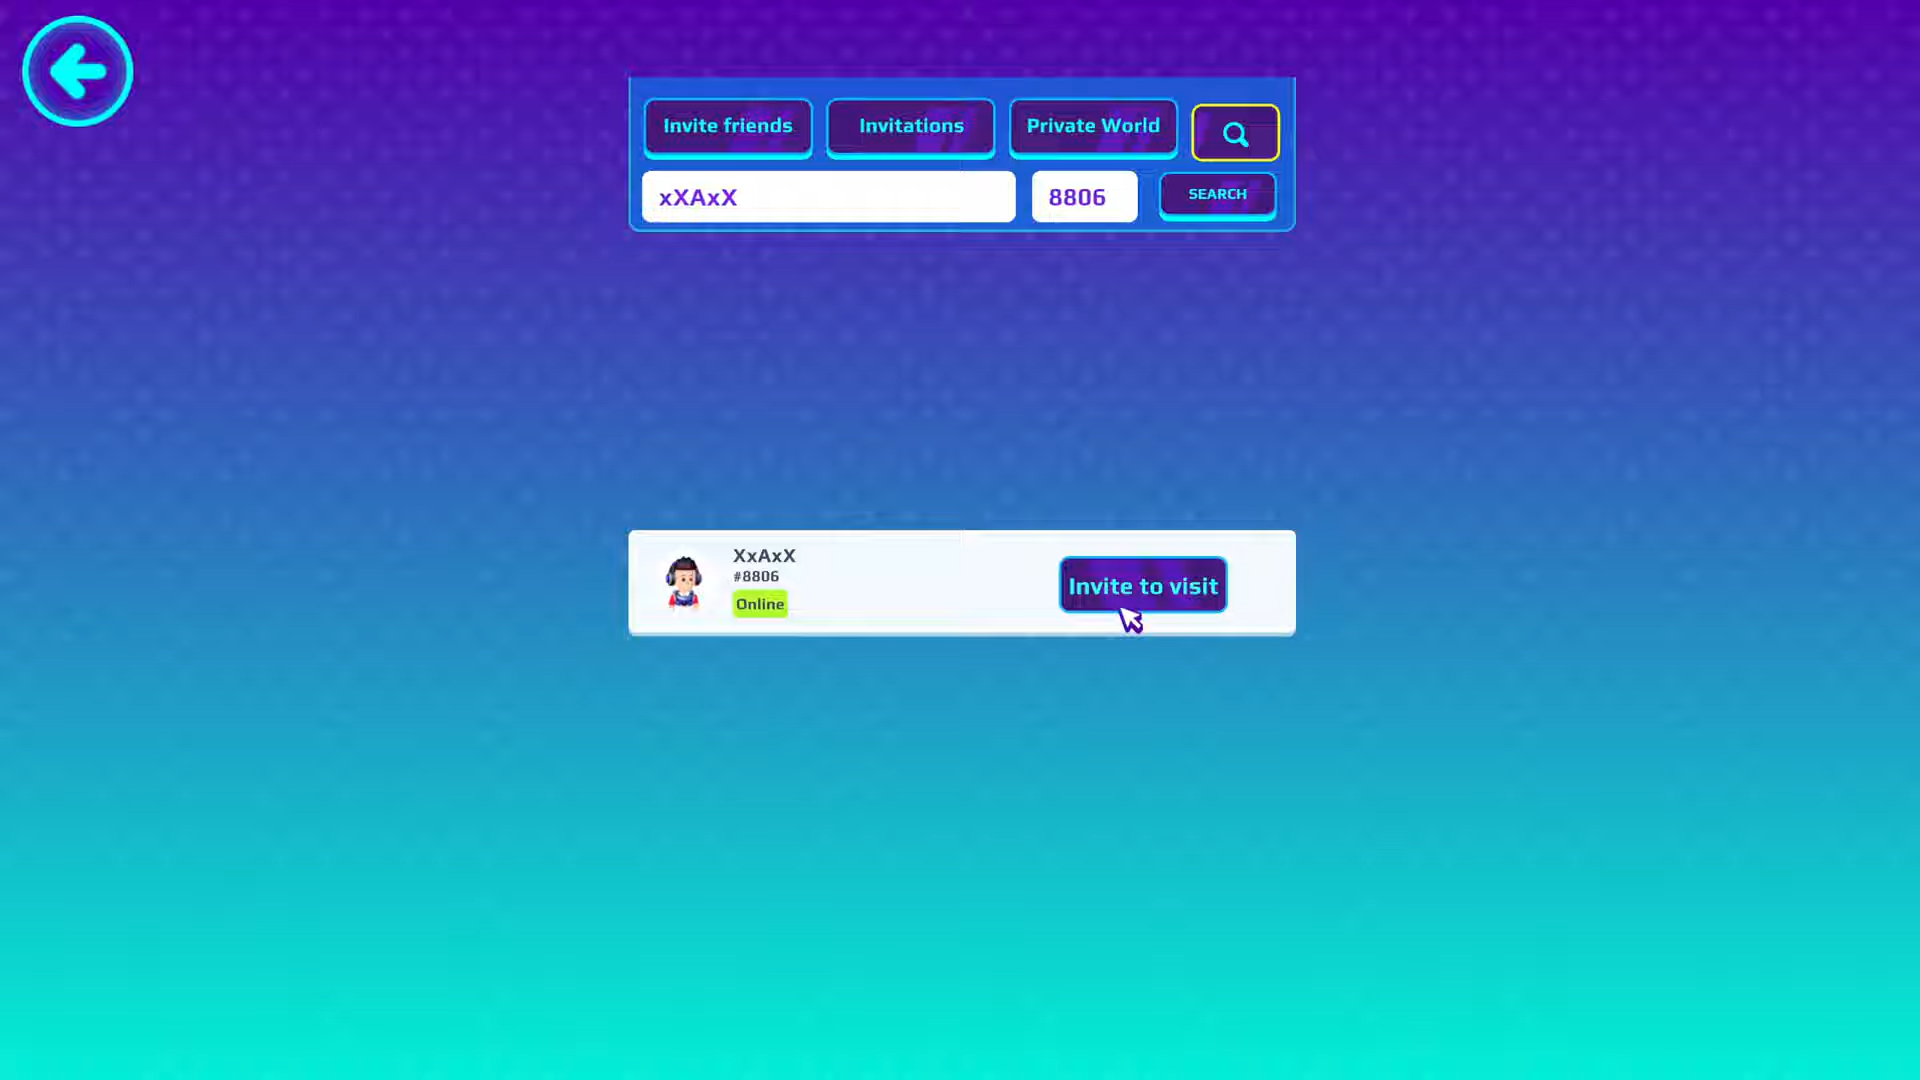 Invite friends
Invitations
Private World
xXAxX
8806
SEARCH
XxAxX
#8806
Online
Invite to visit